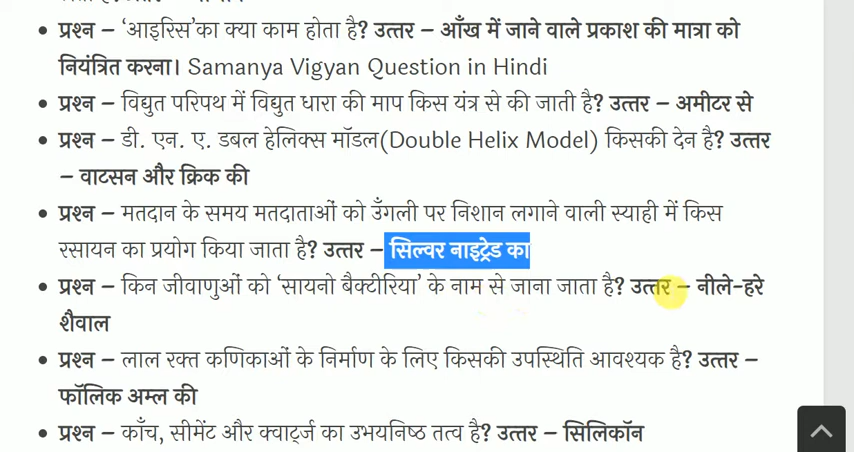 प्रश्न – ‘आइरिस’का क्या काम होता है? उत्तर – आँख में जाने वाले प्रकाश की मात्रा को
नियंत्रित करना। Samanya Vigyan Question in Hindi
प्रश्न – विद्युत परिपथ में विद्युत धारा की माप किस यंत्र से की जाती है? उत्तर – अमीटर से
प्रश्न – डी. एन. ए. डबल हेलिक्स मॉडल(Double Helix Model) किसकी देन है? उत्तर
– वाटसन और क्रिक की
प्रश्न – मतदान के समय मतदाताओं को उँगली पर निशान लगाने वाली स्याही में किस
रसायन का प्रयोग किया जाता है? उत्तर – सिल्वर नाइट्रेड का
प्रश्न – किन जीवाणुओं को ‘सायनो बैक्टीरिया’ के नाम से जाना जाता है? उत्तर – नीले-हरे
शैवाल
प्रश्न – लाल रक्त कणिकाओं के निर्माण के लिए किसकी उपस्थिति आवश्यक है? उत्तर –
फॉलिक अम्ल की
प्रश्न – काँच, सीमेंट और क्वार्ट्ज का उभयनिष्ठ तत्व है? उत्तर – सिलिकॉन